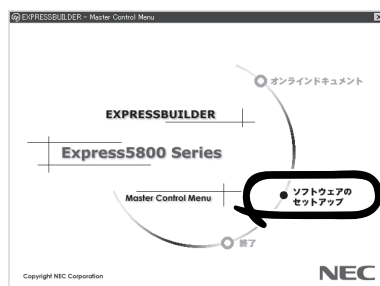 EXPRESSBUILDER - Master Control Menu
オンラインドキュメント
EXPRESSBUILDER
Express5800 Series
Master Control Menu
ソフトウェアの
セットアップ
終了
Copyright NEC Corporation
NEC